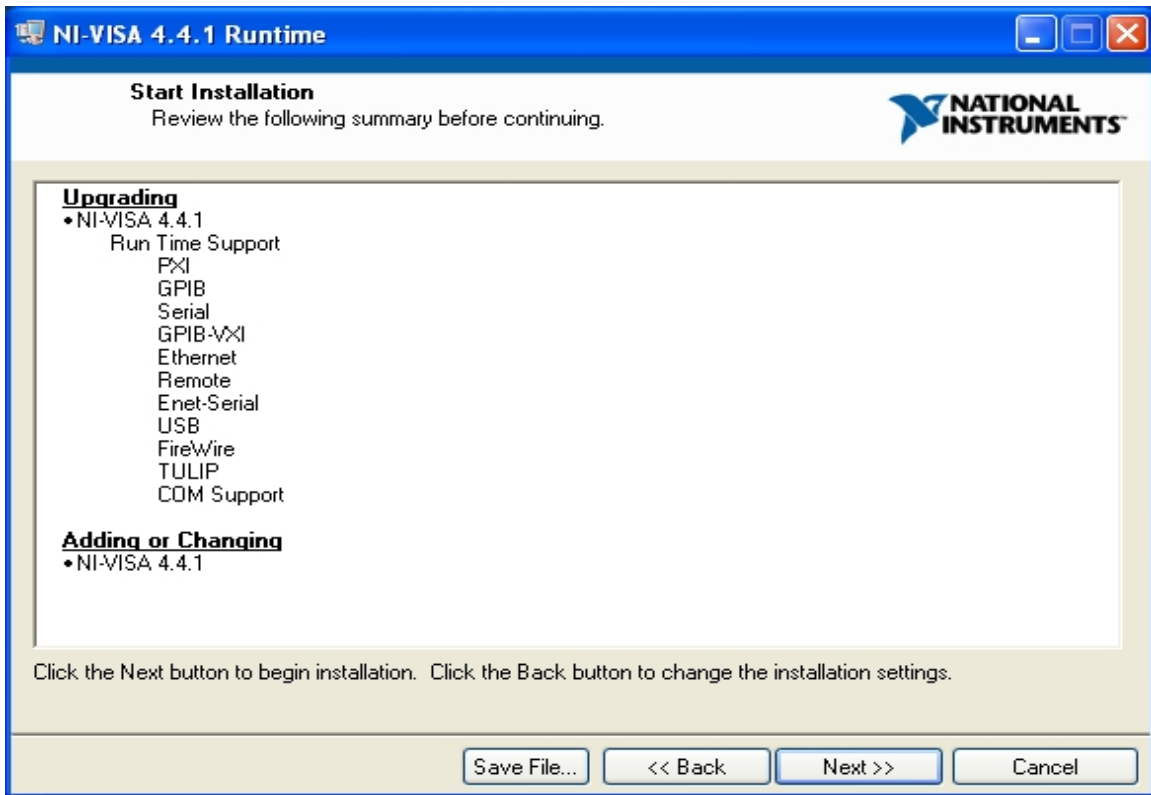 NI-VISA 4.4.1 Runtime
Start Installation
Review the following summary before continuing.
NATIONAL
INSTRUMENTS™
Upgrading
• NI-VISA 4.4.1
Run Time Support
PXI
GPIB
Serial
GPIB-VXI
Ethernet
Remote
Enet-Serial
USB
FireWire
TULIP
COM Support
Adding or Changing
• NI-VISA 4.4.1
Click the Next button to begin installation.  Click the Back button to change the installation settings.
Save File...
<< Back
Next >>
Cancel